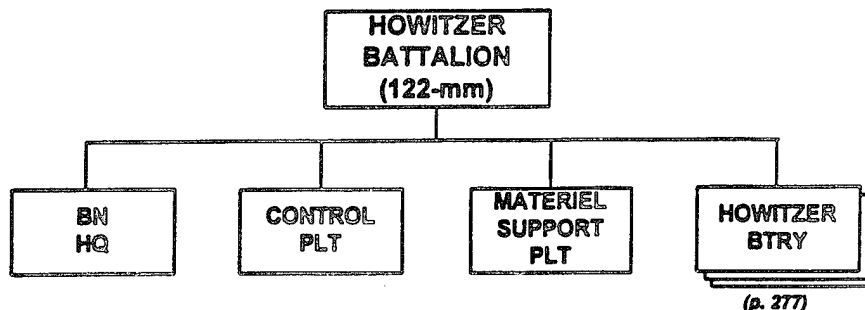 HOWITZER
BATTALION
(122-mm)
BN
HQ
CONTROL
PLT
MATERIEL
SUPPORT
PLT
HOWITZER
BTRY
(p. 277)